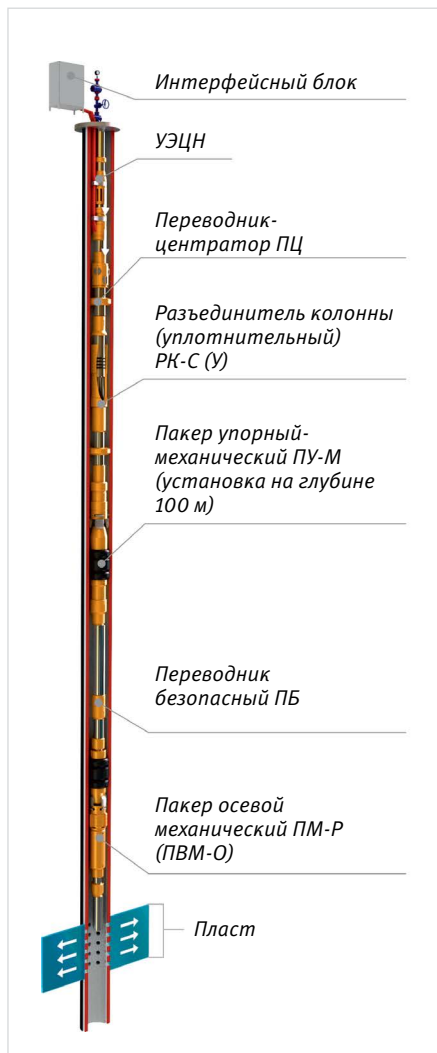 Интерфейсный блок
УЭЦН
Переводник-
центратор ПЦ
Разъединитель колонны
(уплотнительный)
РК-С (У)
Пакер упорный-
механический ПУ-М
(установка на глубине
100 м)
Переводник
безопасный ПБ
Пакер осевой
механический ПМ-Р
(ПВМ-О)
Пласт